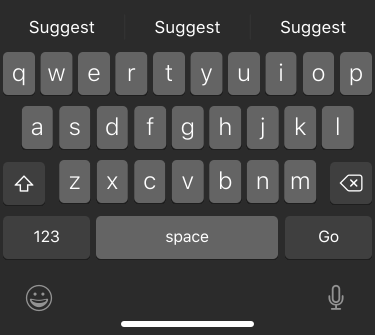 Suggest Suggest Suggest
q w e r t y u i o p
a s d f g h j k l
z x c v b n m
123 space Go